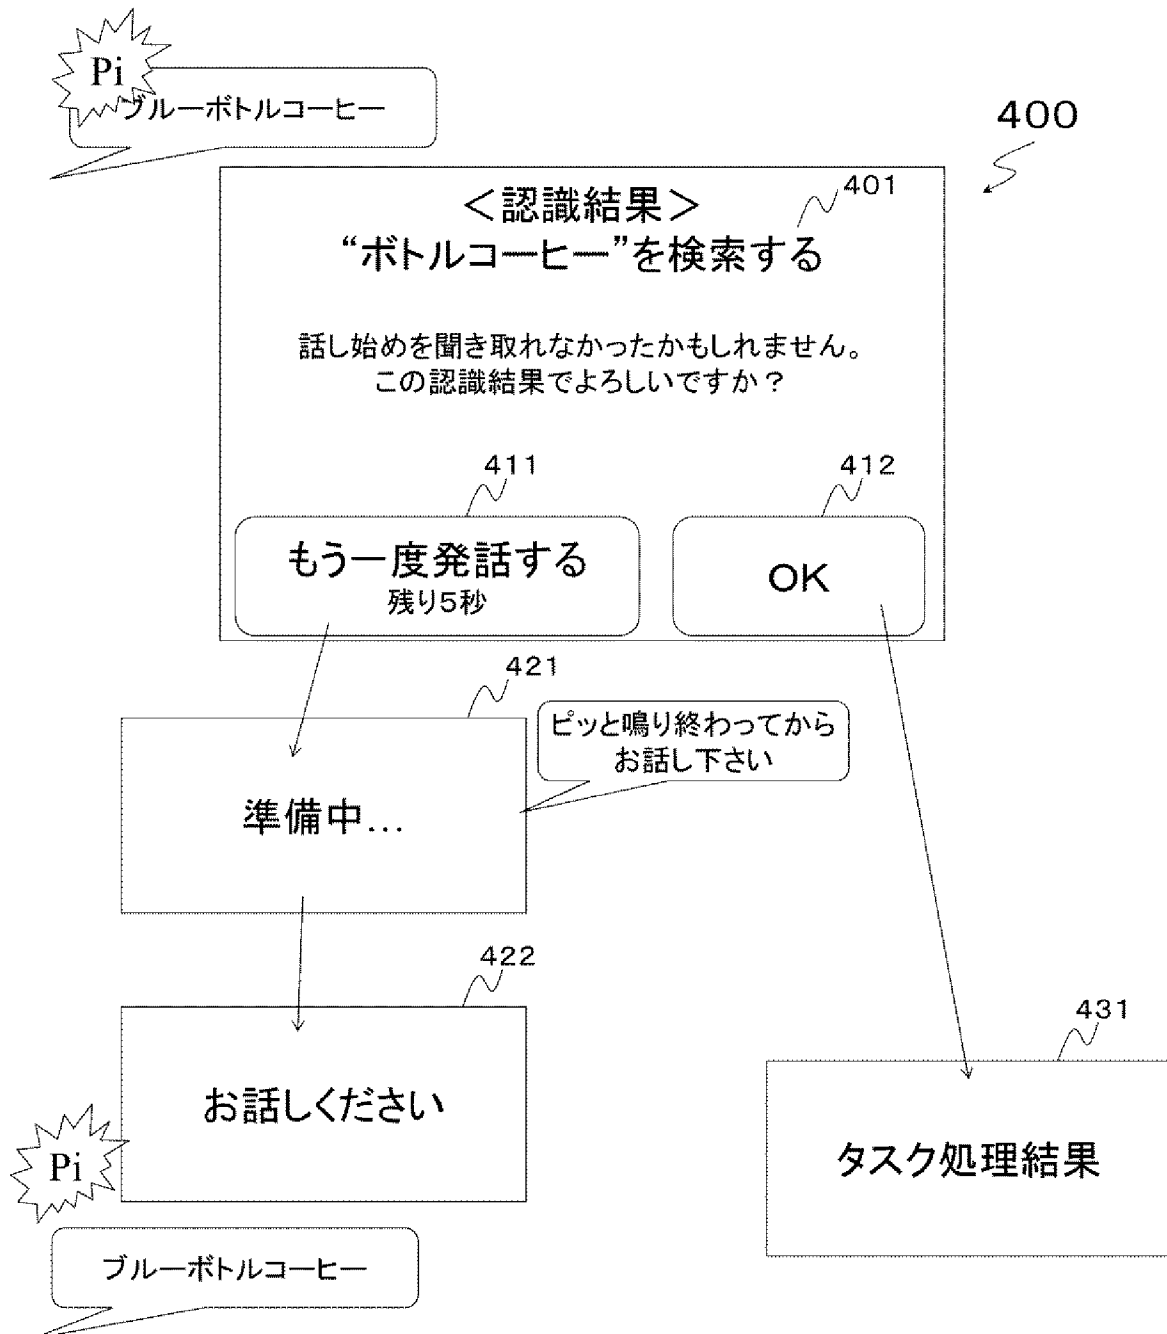 Pi
ブルーボトルコーヒー
400
<認識結果>
401
“ボトルコーヒー”を検索する
話し始めを聞き取れなかったかもしれません。
この認識結果でよろしいですか？
411
412
もう一度発話する
残り5秒
OK
421
ピッと鳴り終わってから
お話し下さい
準備中…
422
お話しください
431
Pi
タスク処理結果
ブルーボトルコーヒー